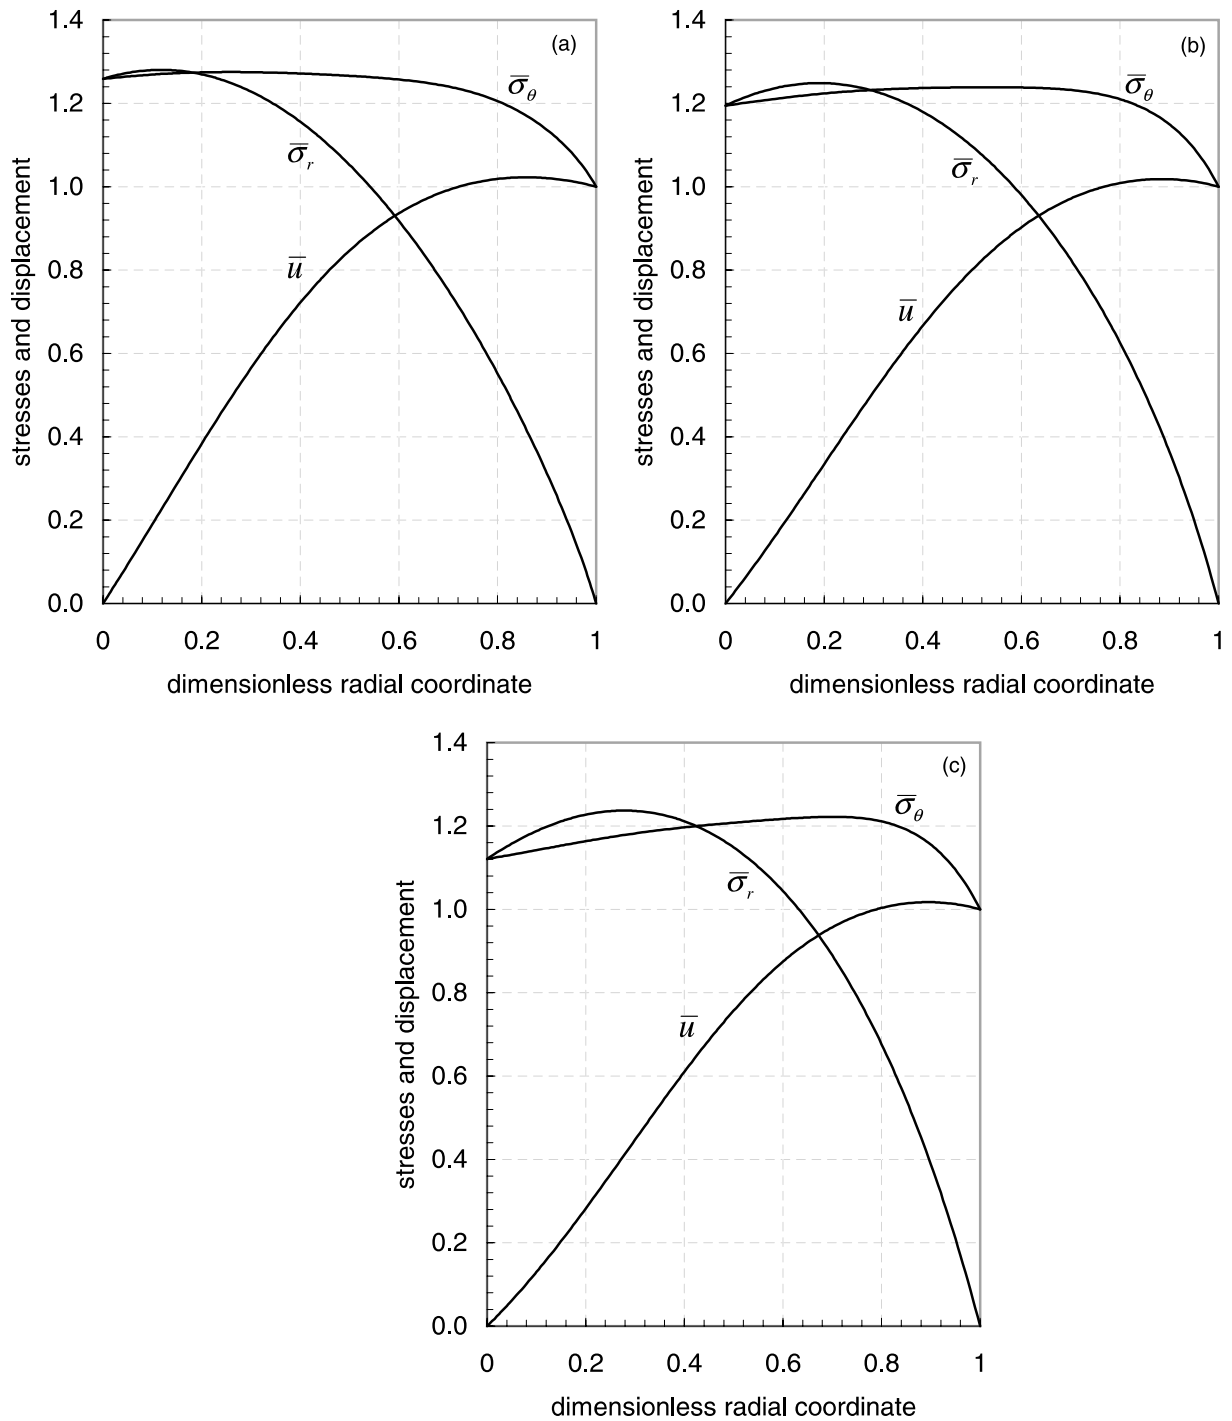 1.4
1.2
1.0
0.8
0.6
0.4
0.2
0.0
0 0.2 0.4 0.6 0.8 1
stresses and displacement
dimensionless radial coordinate
(a)
σ̅θ
σ̅r
u̅
1.4
1.2
1.0
0.8
0.6
0.4
0.2
0.0
0 0.2 0.4 0.6 0.8 1
stresses and displacement
dimensionless radial coordinate
(b)
σ̅θ
σ̅r
u̅
1.4
1.2
1.0
0.8
0.6
0.4
0.2
0.0
0 0.2 0.4 0.6 0.8 1
stresses and displacement
dimensionless radial coordinate
(c)
σ̅θ
σ̅r
u̅